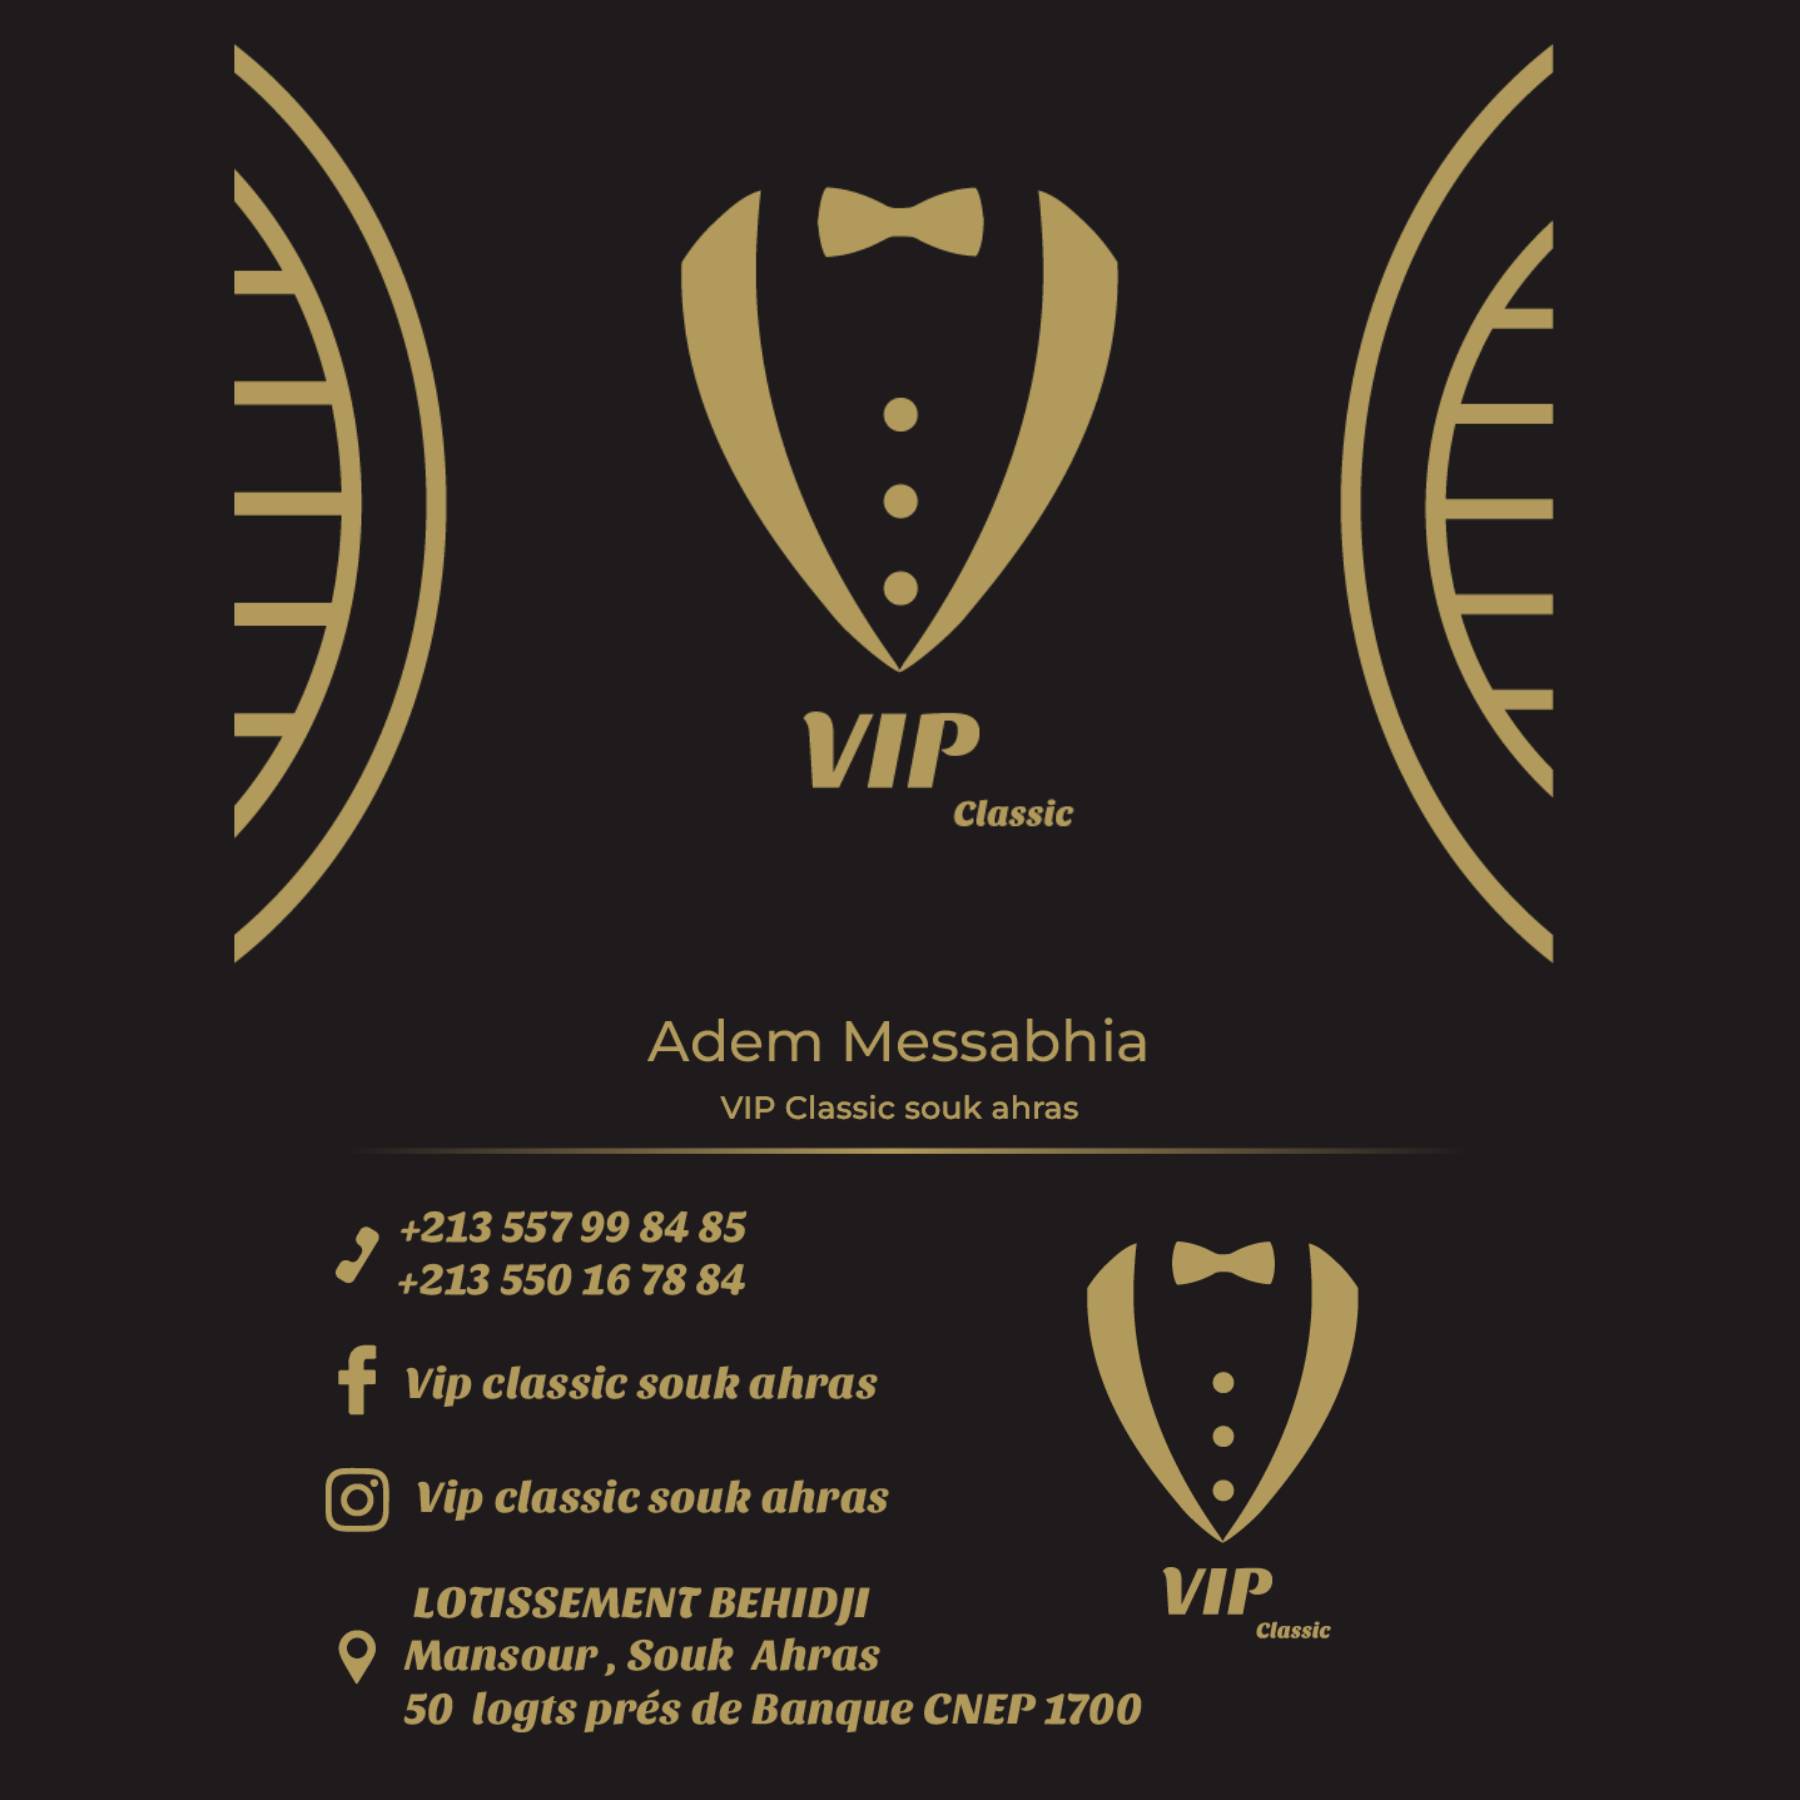 VIP
Classic
Adem Messabhia
VIP Classic souk ahras
+213 557 99 84 85
+213 550 16 78 84
Vip classic souk ahras
Vip classic souk ahras
LOTISSEMENT BEHIDJI
Mansour , Souk Ahras
50 logts prés de Banque CNEP 1700
VIP
Classic